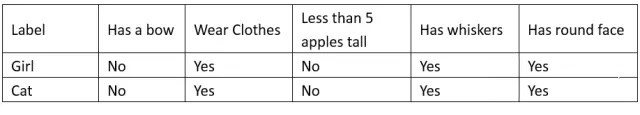 Label Has a bow Wear Clothes Less than 5 apples tall Has whiskers Has round face
Girl No Yes No Yes Yes
Cat No Yes No Yes Yes